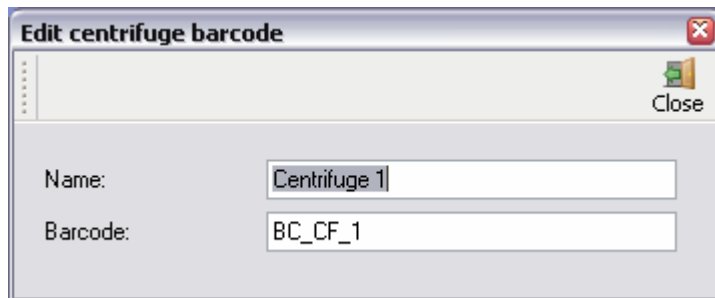 Edit centrifuge barcode
Close
Name: Centrifuge 1
Barcode: BC_CF_1